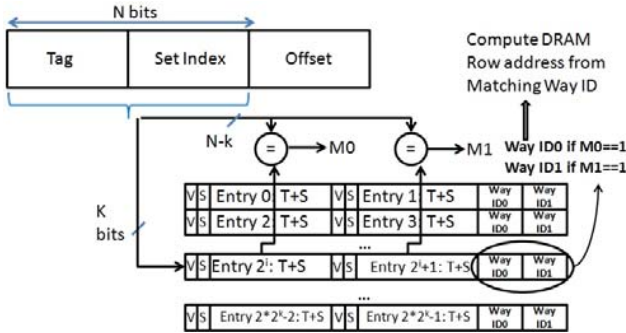 N bits
Tag Set Index Offset
Compute DRAM
Row address from
Matching Way ID
N-k
= M0 = M1
Way ID0 if M0==1
Way ID1 if M1==1
K
bits
V S Entry 0: T+S V S Entry 1: T+S Way ID0 Way ID1
V S Entry 2: T+S V S Entry 3: T+S Way ID0 Way ID1
...
V S Entry 2ⁱ: T+S V S Entry 2ⁱ+1: T+S Way ID0 Way ID1
...
V S Entry 2*2ᵏ-2: T+S V S Entry 2*2ᵏ-1: T+S Way ID0 Way ID1